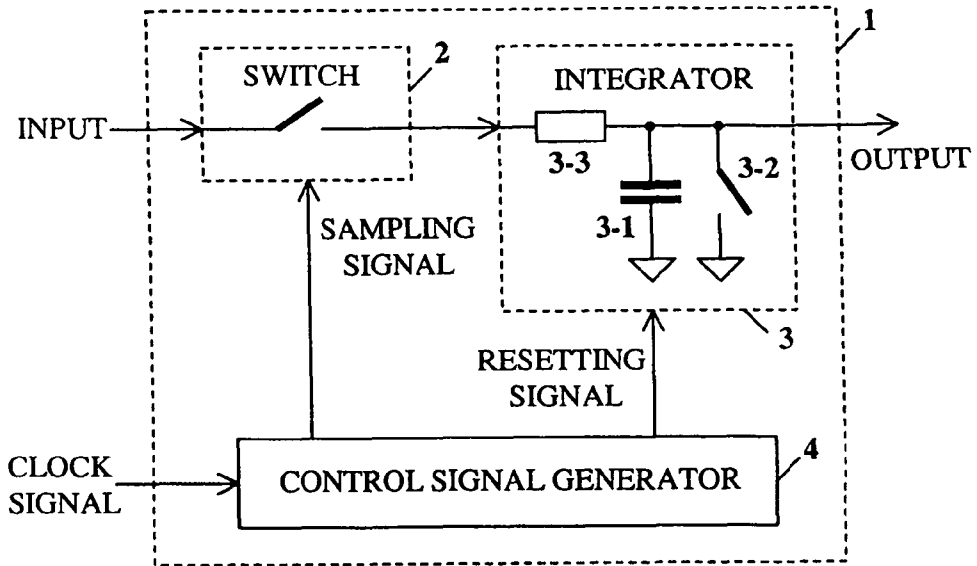 1
2
SWITCH
INTEGRATOR
INPUT
3-3
3-2
OUTPUT
3-1
SAMPLING
SIGNAL
3
RESETTING
SIGNAL
4
CLOCK
SIGNAL
CONTROL SIGNAL GENERATOR